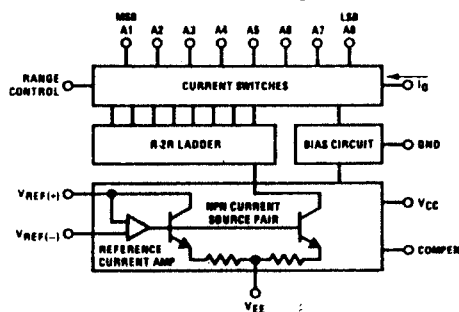 MSB LSB
A1 A2 A3 A4 A5 A6 A7 A8
RANGE
CONTROL
CURRENT SWITCHES
IO
R-2R LADDER
BIAS CIRCUIT
GND
VREF(+)
NPN CURRENT
SOURCE PAIR
VCC
VREF(−)
REFERENCE
CURRENT AMP
COMPEN
VEE